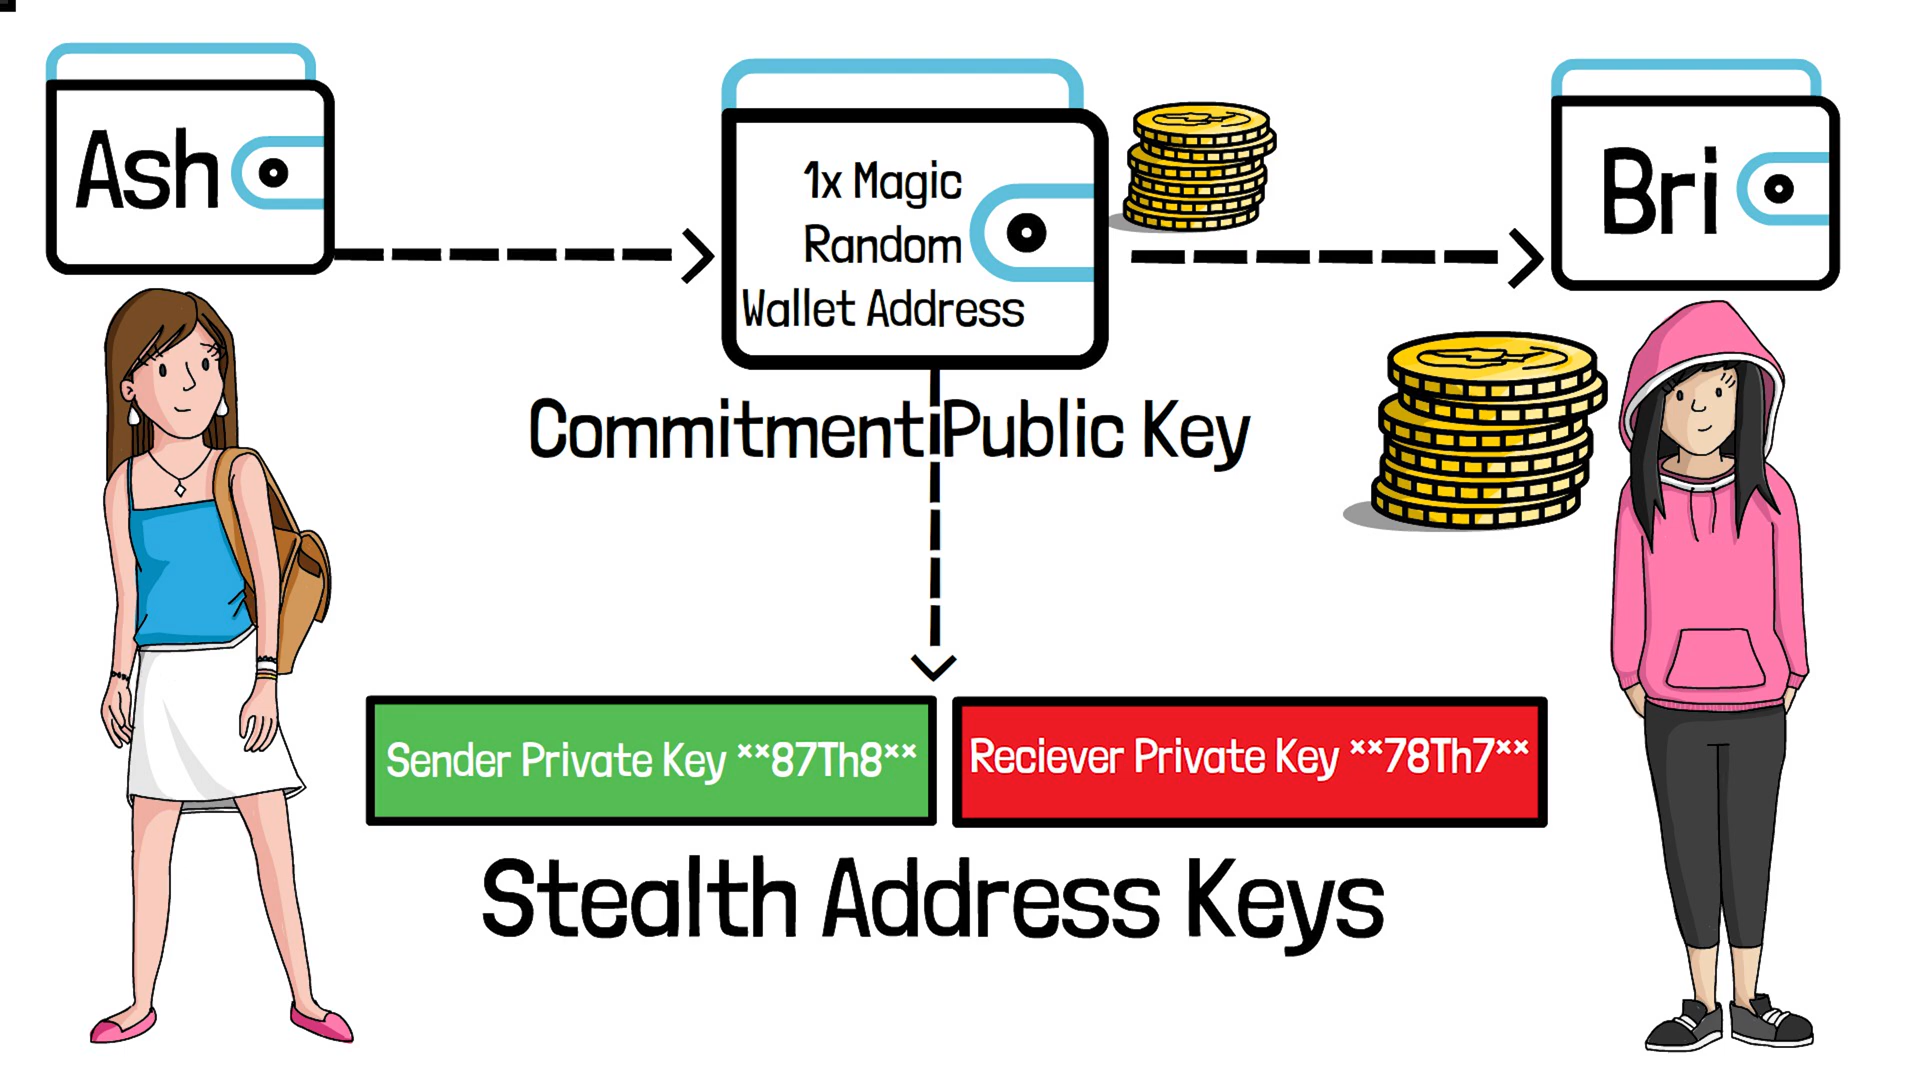 Ash
1x Magic
Random
Wallet Address
Bri
Commitment Public Key
Sender Private Key **87Th8**
Reciever Private Key **78Th7**
Stealth Address Keys